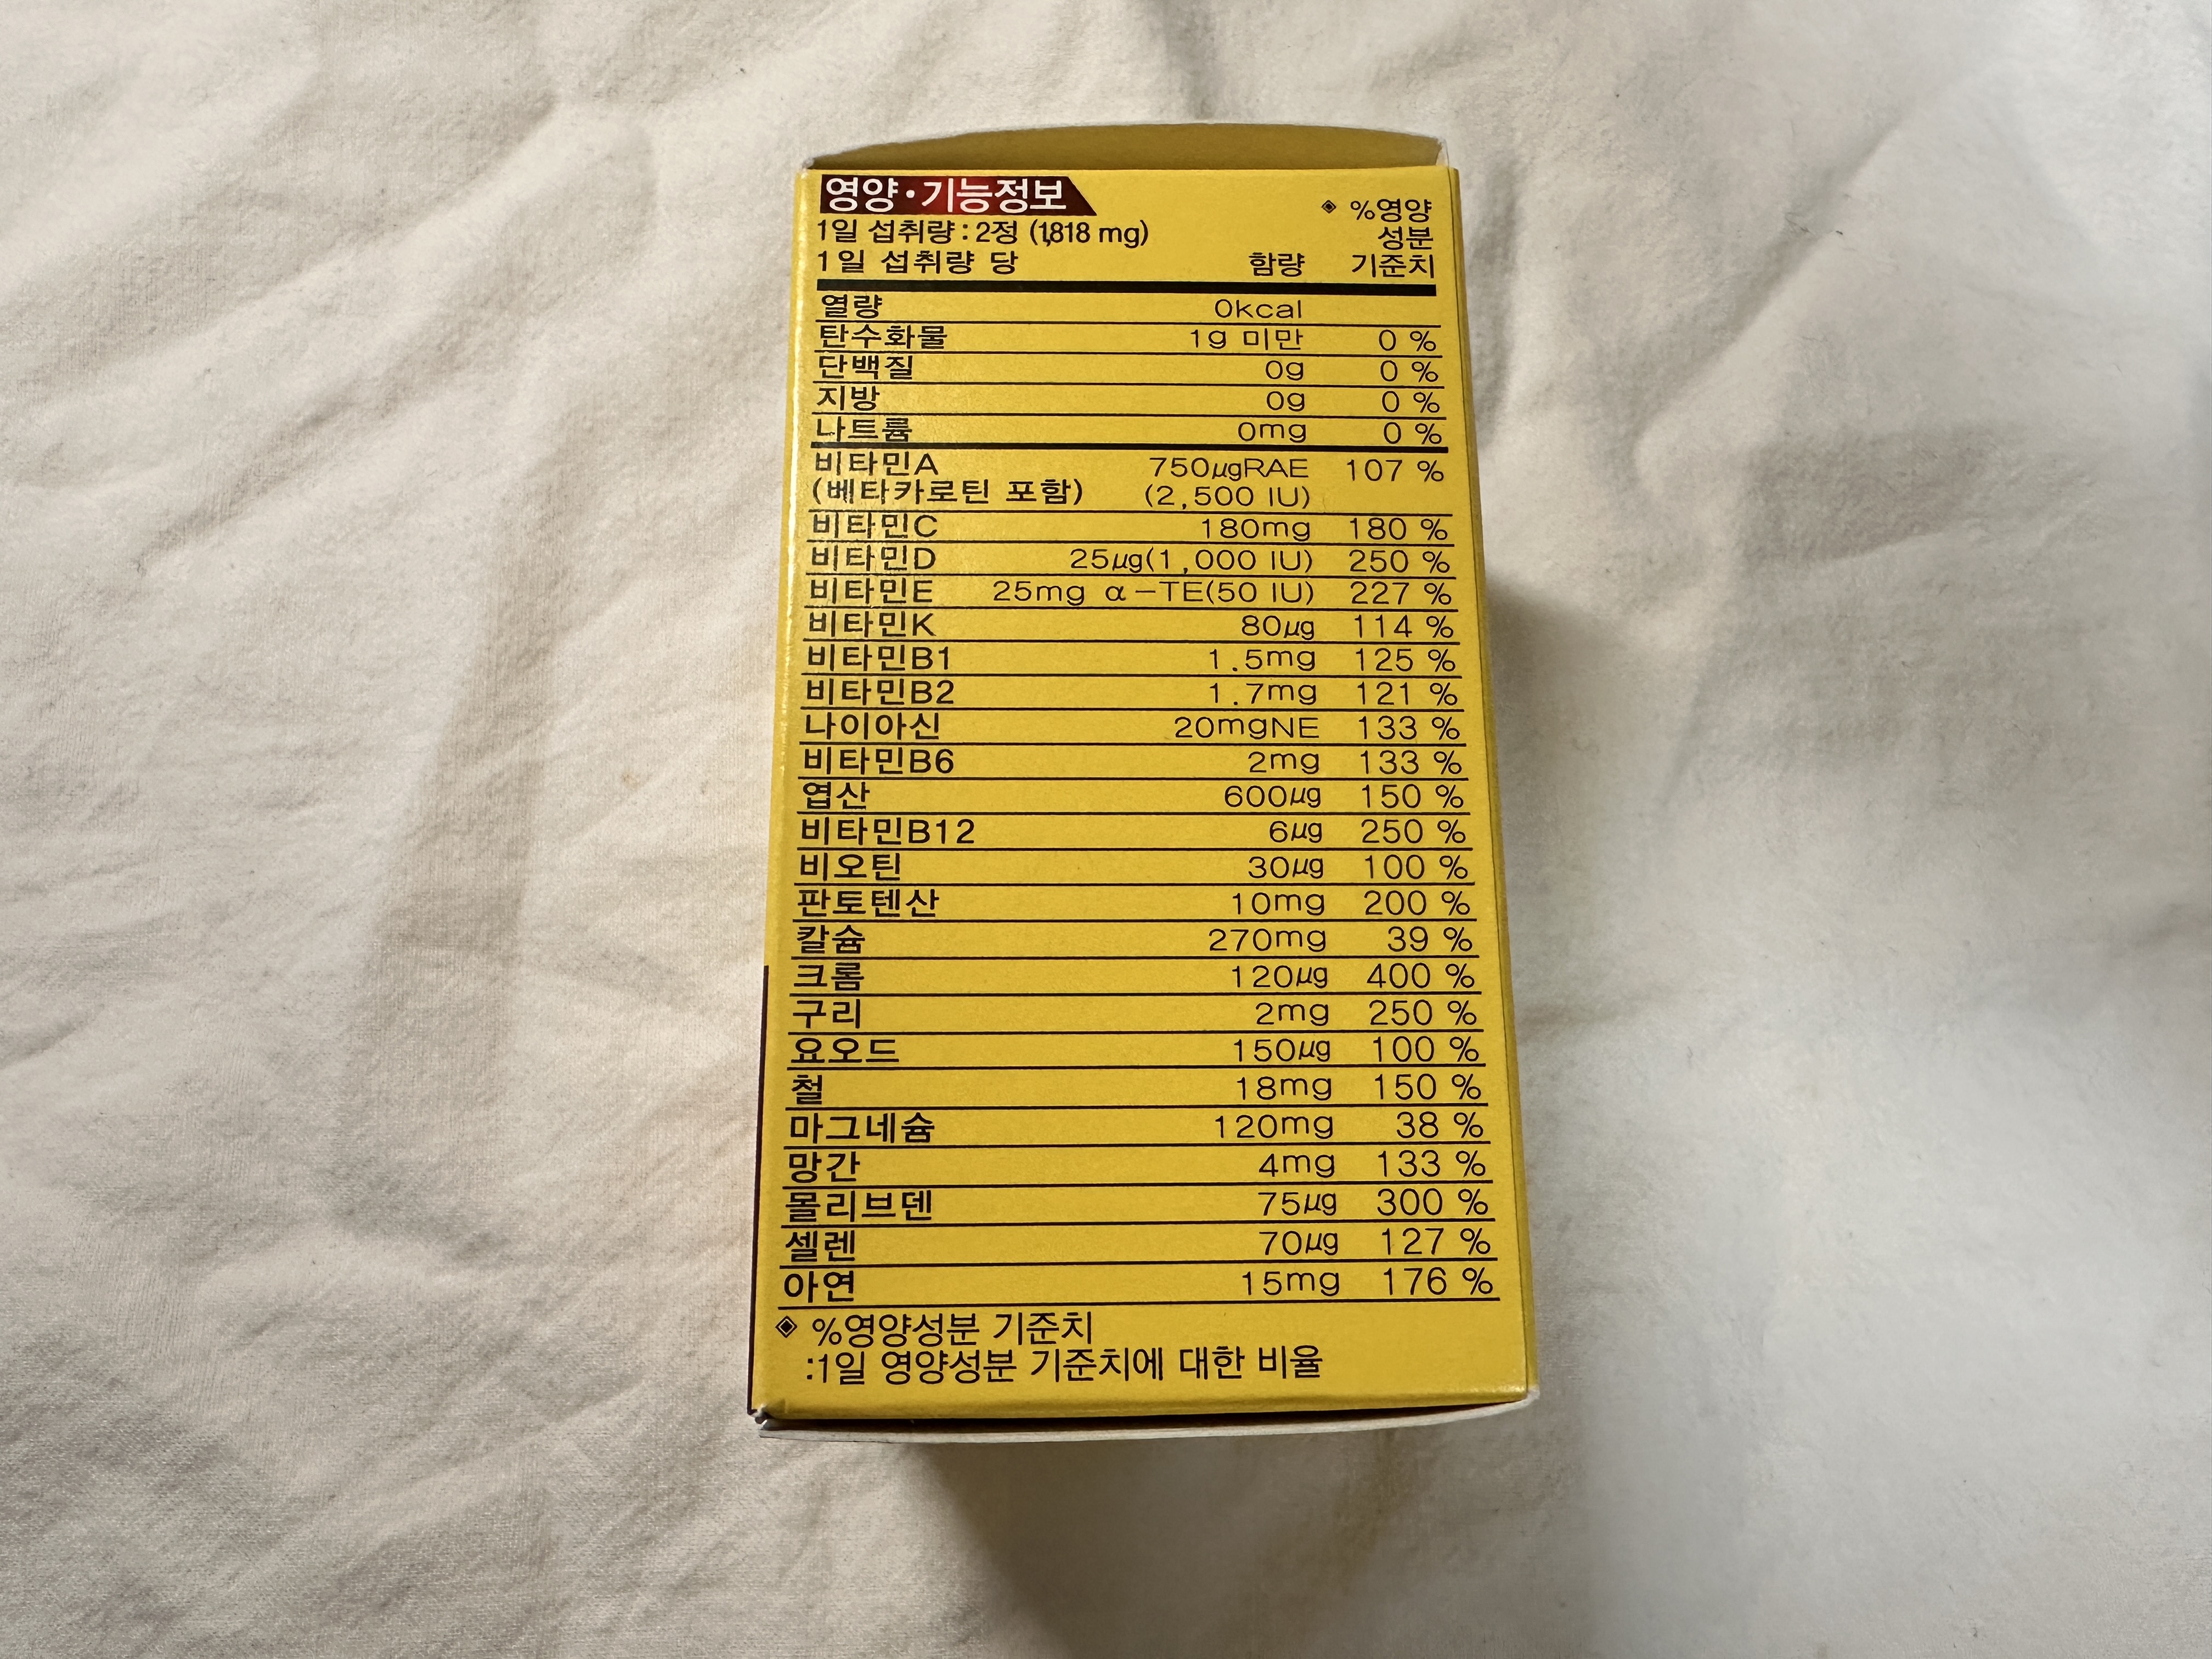 영양·기능정보
1일 섭취량 : 2정 (1,818 mg)
◈ %영양
성분
1일 섭취량 당 함량 기준치
열량 0kcal
탄수화물 1g 미만 0 %
단백질 0g 0 %
지방 0g 0 %
나트륨 0mg 0 %
비타민A 750μgRAE 107 %
(베타카로틴 포함) (2,500 IU)
비타민C 180mg 180 %
비타민D 25μg(1,000 IU) 250 %
비타민E 25mg α-TE(50 IU) 227 %
비타민K 80μg 114 %
비타민B1 1.5mg 125 %
비타민B2 1.7mg 121 %
나이아신 20mgNE 133 %
비타민B6 2mg 133 %
엽산 600μg 150 %
비타민B12 6μg 250 %
비오틴 30μg 100 %
판토텐산 10mg 200 %
칼슘 270mg 39 %
크롬 120μg 400 %
구리 2mg 250 %
요오드 150μg 100 %
철 18mg 150 %
마그네슘 120mg 38 %
망간 4mg 133 %
몰리브덴 75μg 300 %
셀렌 70μg 127 %
아연 15mg 176 %
◈ %영양성분 기준치
:1일 영양성분 기준치에 대한 비율